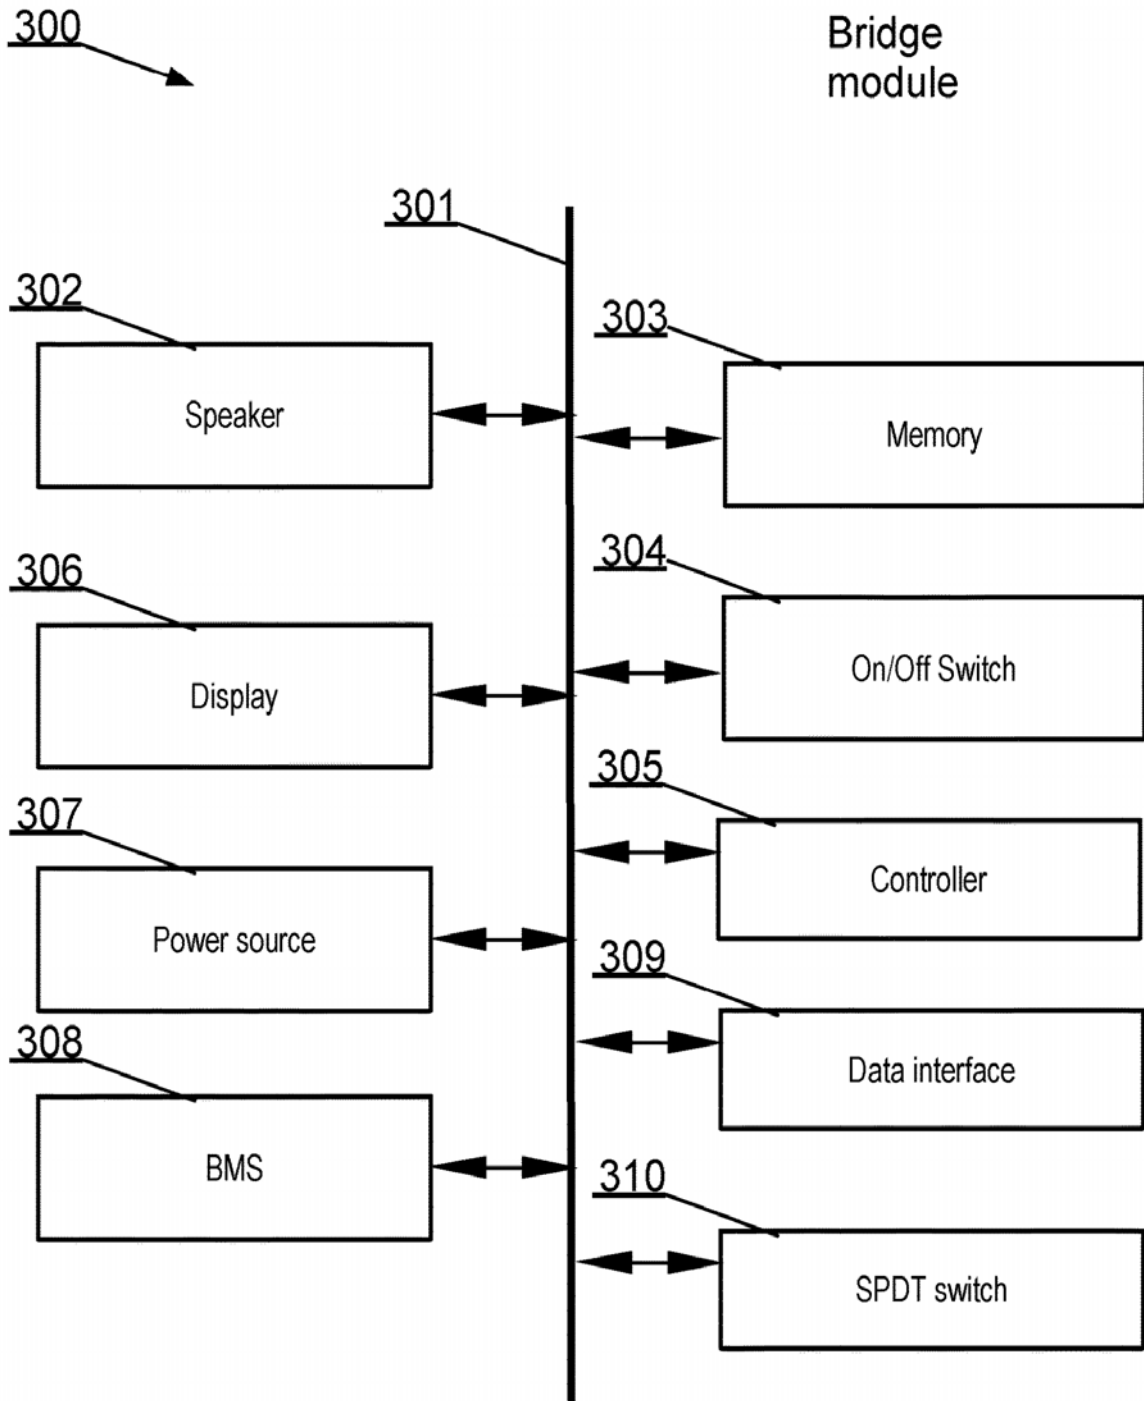 300
Bridge
module
301
302
303
Speaker
Memory
304
306
On/Off Switch
Display
305
307
Controller
Power source
309
308
Data interface
BMS
310
SPDT switch